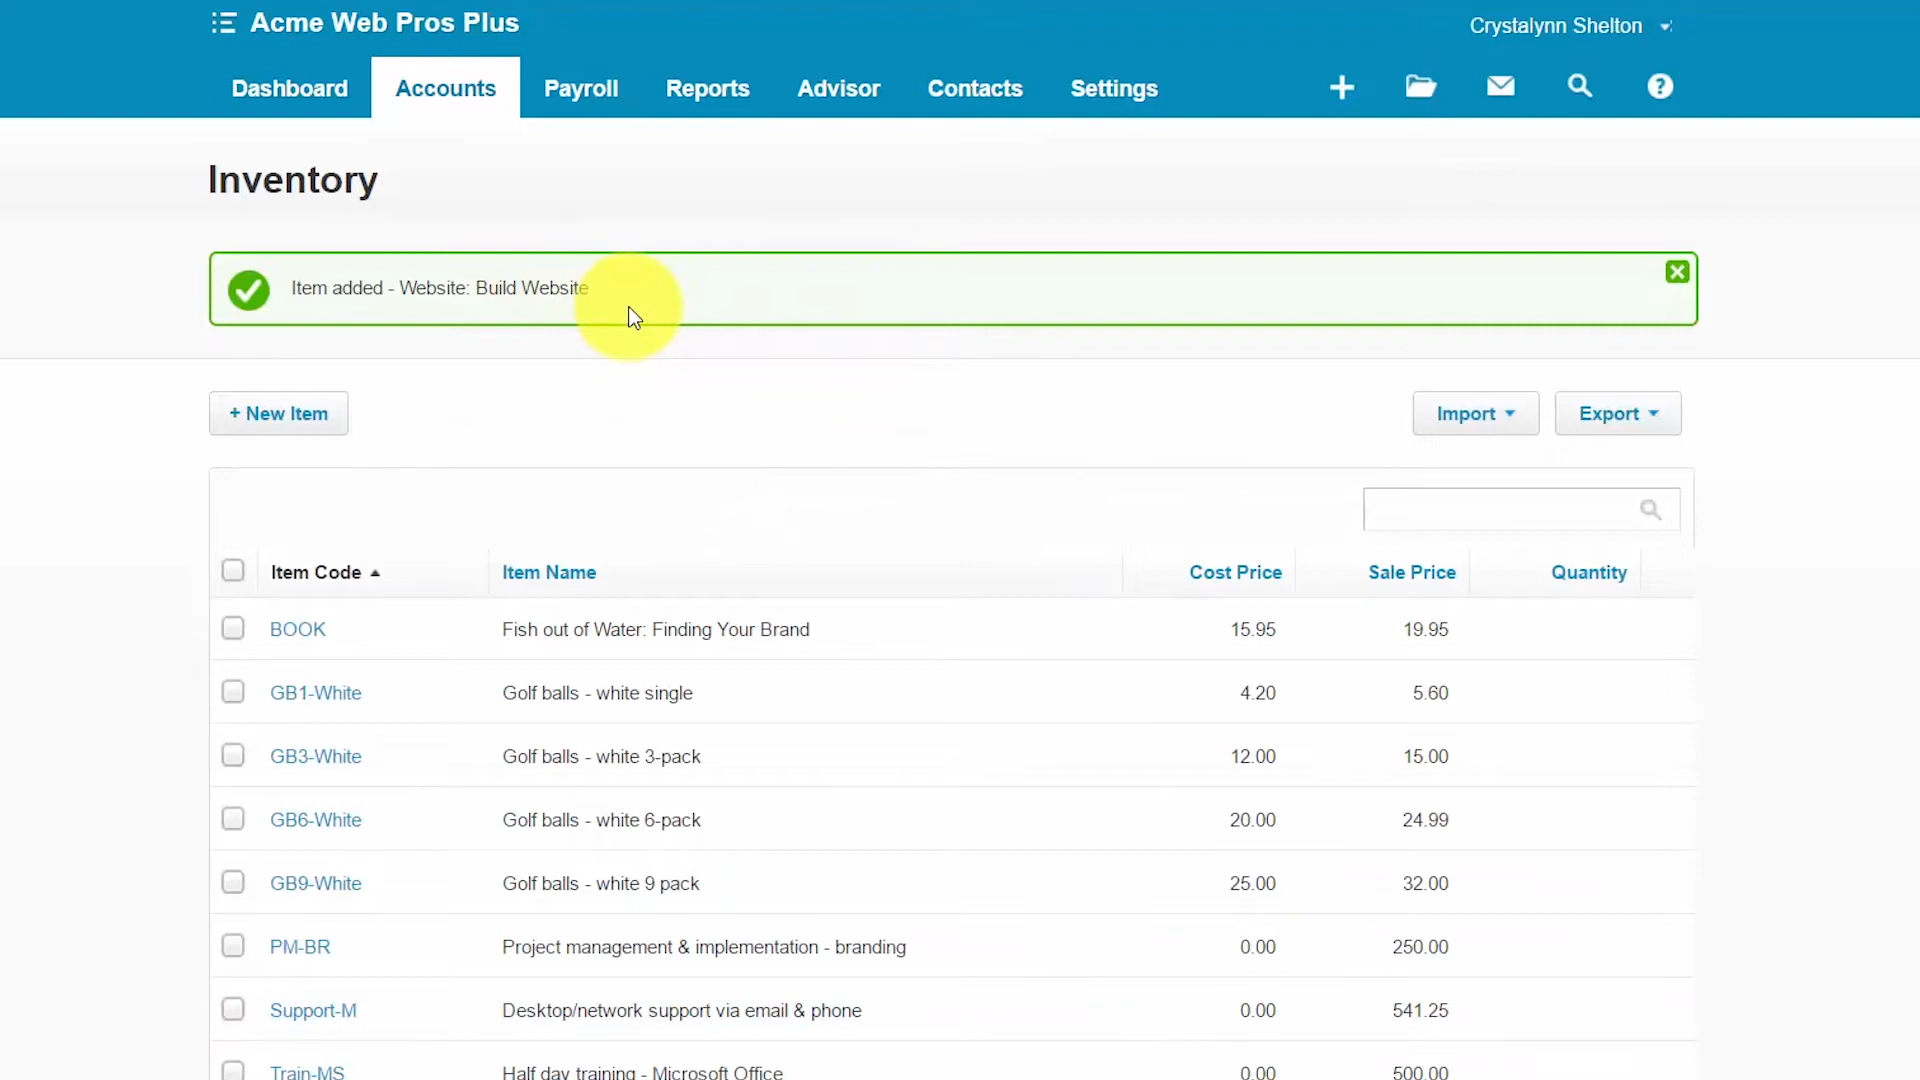 Acme Web Pros Plus
Crystalynn Shelton
Dashboard Accounts Payroll Reports Advisor Contacts Settings
Inventory
Item added - Website: Build Website
+ New Item
Import
Export
Item Code Item Name Cost Price Sale Price Quantity
BOOK Fish out of Water: Finding Your Brand 15.95 19.95
GB1-White Golf balls - white single 4.20 5.60
GB3-White Golf balls - white 3-pack 12.00 15.00
GB6-White Golf balls - white 6-pack 20.00 24.99
GB9-White Golf balls - white 9 pack 25.00 32.00
PM-BR Project management & implementation - branding 0.00 250.00
Support-M Desktop/network support via email & phone 0.00 541.25
Train-MS Half day training - Microsoft Office 0.00 500.00